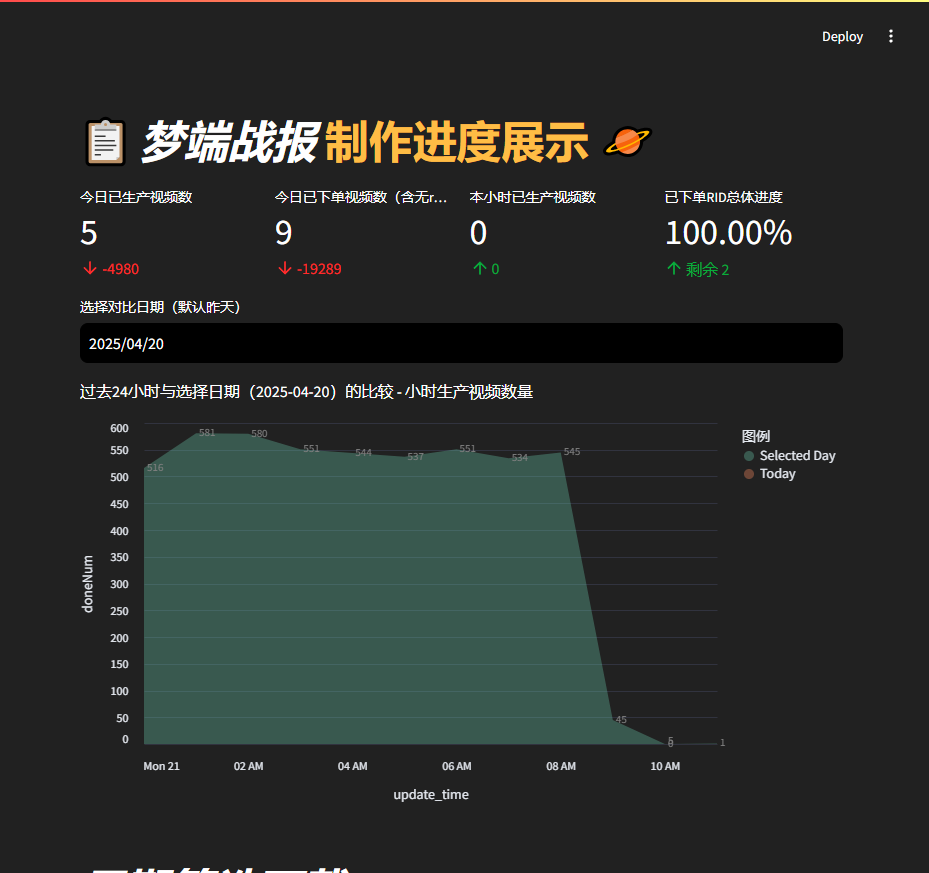 Deploy
梦端战报 制作进度展示
今日已生产视频数
5
-4980
今日已下单视频数（含无r...
9
-19289
本小时已生产视频数
0
0
已下单RID总体进度
100.00%
剩余 2
选择对比日期（默认昨天）
2025/04/20
过去24小时与选择日期（2025-04-20）的比较 - 小时生产视频数量
图例
Selected Day
Today
doneNum
600
550
500
450
400
350
300
250
200
150
100
50
0
516
581
580
551
544
537
551
534
545
45
5
0
1
Mon 21
02 AM
04 AM
06 AM
08 AM
10 AM
update_time